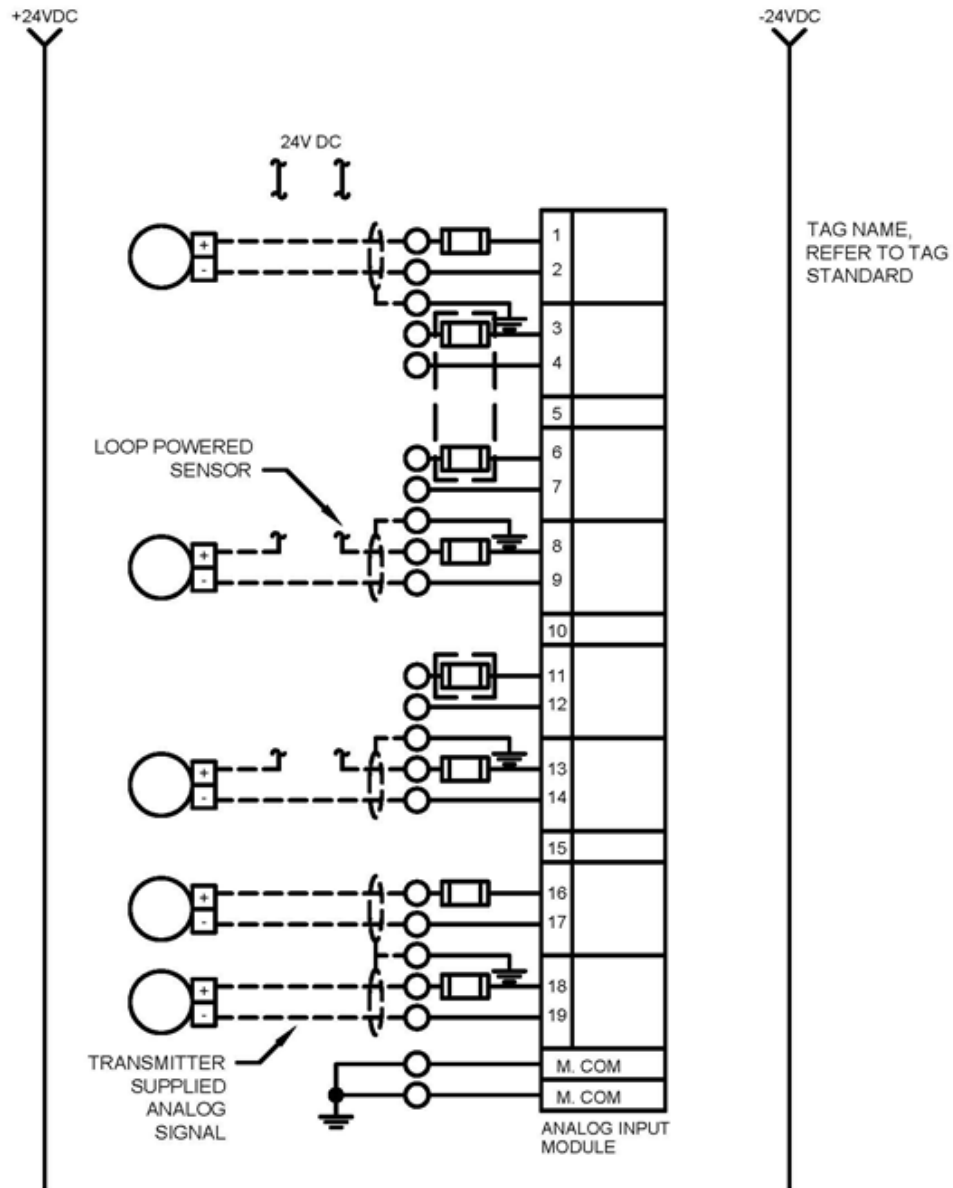 +24VDC
-24VDC
24V DC
TAG NAME,
REFER TO TAG
STANDARD
+
-
1
2
3
4
5
LOOP POWERED
SENSOR
6
7
+
-
8
9
10
11
12
+
-
13
14
15
+
-
16
17
+
-
18
19
TRANSMITTER
SUPPLIED
ANALOG
SIGNAL
M. COM
M. COM
ANALOG INPUT
MODULE